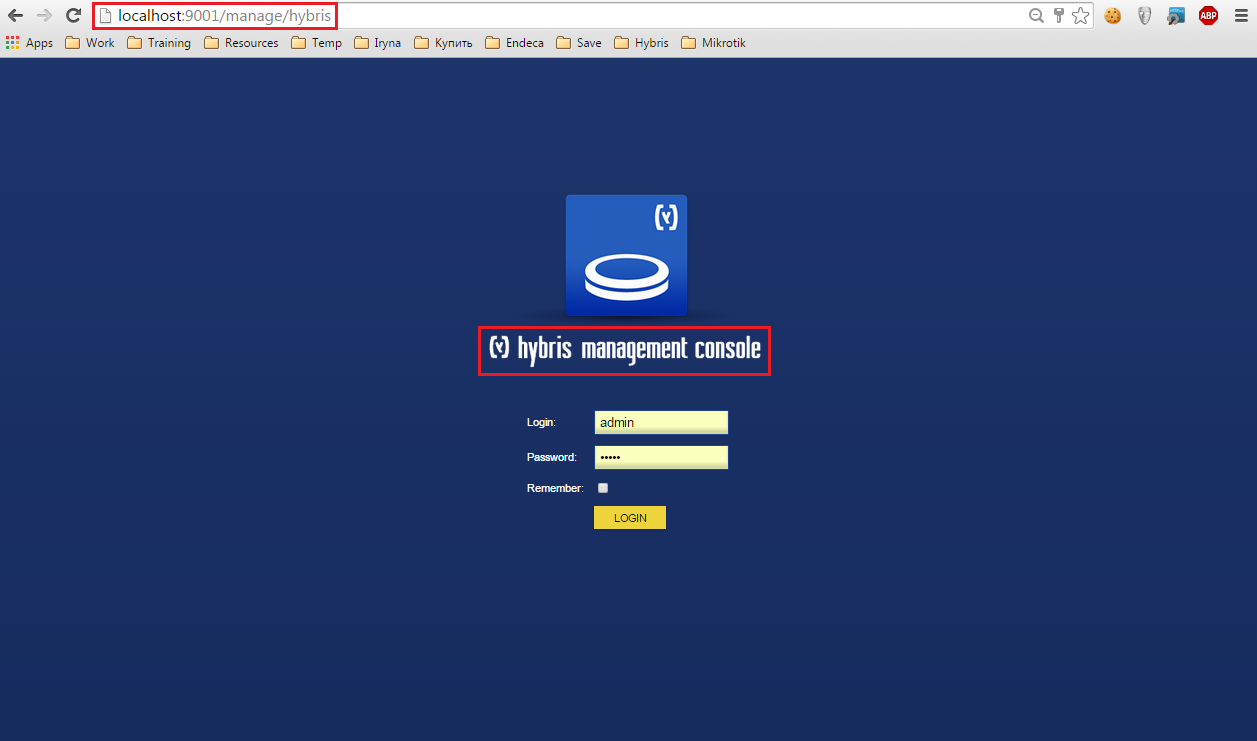 localhost:9001/manage/hybris
ABP
Apps Work Training Resources Temp Iryna Купить Endeca Save Hybris Mikrotik
(y)
(y) hybris management console
Login: admin
Password: •••••
Remember:
LOGIN